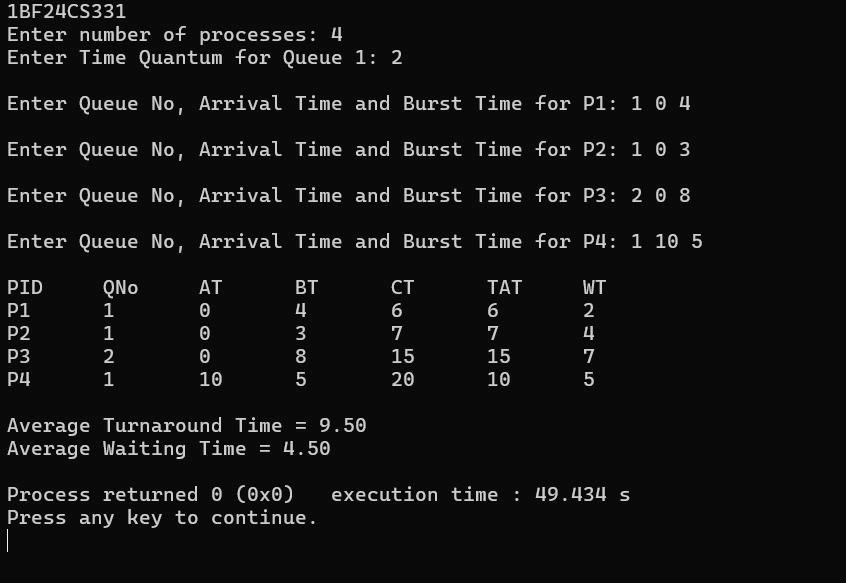 1BF24CS331
Enter number of processes: 4
Enter Time Quantum for Queue 1: 2
Enter Queue No, Arrival Time and Burst Time for P1: 1 0 4
Enter Queue No, Arrival Time and Burst Time for P2: 1 0 3
Enter Queue No, Arrival Time and Burst Time for P3: 2 0 8
Enter Queue No, Arrival Time and Burst Time for P4: 1 10 5
PID QNo AT BT CT TAT WT
P1 1 0 4 6 6 2
P2 1 0 3 7 7 4
P3 2 0 8 15 15 7
P4 1 10 5 20 10 5
Average Turnaround Time = 9.50
Average Waiting Time = 4.50
Process returned 0 (0x0) execution time : 49.434 s
Press any key to continue.